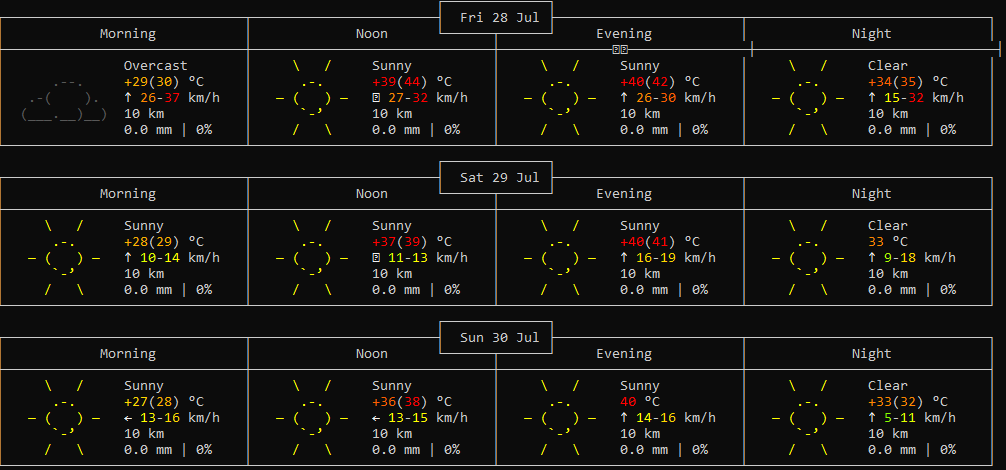 Fri 28 Jul
Morning Noon Evening Night
Overcast Sunny Sunny Clear
+29(30) °C +39(44) °C +40(42) °C +34(35) °C
↑ 26-37 km/h 27-32 km/h ↑ 26-30 km/h ↑ 15-32 km/h
10 km 10 km 10 km 10 km
0.0 mm | 0% 0.0 mm | 0% 0.0 mm | 0% 0.0 mm | 0%
Sat 29 Jul
Morning Noon Evening Night
Sunny Sunny Sunny Clear
+28(29) °C +37(39) °C +40(41) °C 33 °C
↑ 10-14 km/h 11-13 km/h ↑ 16-19 km/h ↑ 9-18 km/h
10 km 10 km 10 km 10 km
0.0 mm | 0% 0.0 mm | 0% 0.0 mm | 0% 0.0 mm | 0%
Sun 30 Jul
Morning Noon Evening Night
Sunny Sunny Sunny Clear
+27(28) °C +36(38) °C 40 °C +33(32) °C
← 13-16 km/h ← 13-15 km/h ↑ 14-16 km/h ↑ 5-11 km/h
10 km 10 km 10 km 10 km
0.0 mm | 0% 0.0 mm | 0% 0.0 mm | 0% 0.0 mm | 0%